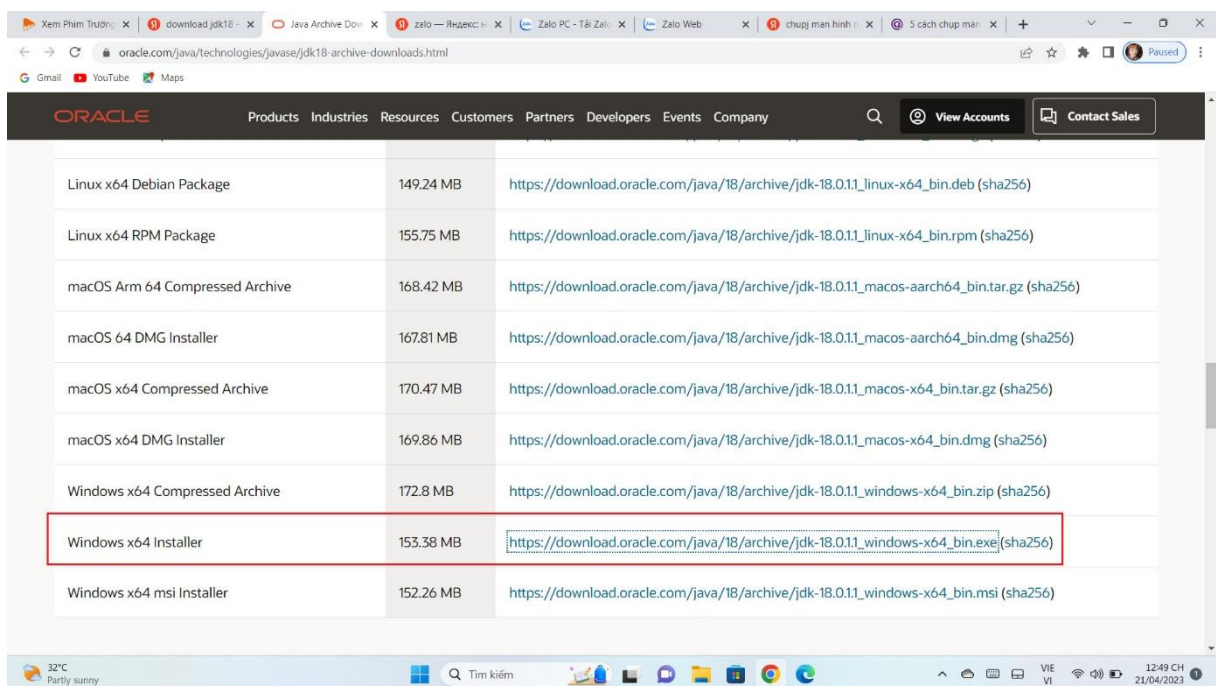 Xem Phim Trường
download jdk18 –
Java Archive Dow
zalo — Яндекс: н
Zalo PC - Tải Zalo
Zalo Web
chupj man hinh
5 cách chụp màn
oracle.com/java/technologies/javase/jdk18-archive-downloads.html
Paused
Gmail YouTube Maps
ORACLE Products Industries Resources Customers Partners Developers Events Company View Accounts Contact Sales
Linux x64 Debian Package 149.24 MB https://download.oracle.com/java/18/archive/jdk-18.0.1.1_linux-x64_bin.deb (sha256)
Linux x64 RPM Package 155.75 MB https://download.oracle.com/java/18/archive/jdk-18.0.1.1_linux-x64_bin.rpm (sha256)
macOS Arm 64 Compressed Archive 168.42 MB https://download.oracle.com/java/18/archive/jdk-18.0.1.1_macos-aarch64_bin.tar.gz (sha256)
macOS 64 DMG Installer 167.81 MB https://download.oracle.com/java/18/archive/jdk-18.0.1.1_macos-aarch64_bin.dmg (sha256)
macOS x64 Compressed Archive 170.47 MB https://download.oracle.com/java/18/archive/jdk-18.0.1.1_macos-x64_bin.tar.gz (sha256)
macOS x64 DMG Installer 169.86 MB https://download.oracle.com/java/18/archive/jdk-18.0.1.1_macos-x64_bin.dmg (sha256)
Windows x64 Compressed Archive 172.8 MB https://download.oracle.com/java/18/archive/jdk-18.0.1.1_windows-x64_bin.zip (sha256)
Windows x64 Installer 153.38 MB https://download.oracle.com/java/18/archive/jdk-18.0.1.1_windows-x64_bin.exe (sha256)
Windows x64 msi Installer 152.26 MB https://download.oracle.com/java/18/archive/jdk-18.0.1.1_windows-x64_bin.msi (sha256)
32°C
Partly sunny
Tìm kiếm
VIE
VI
12:49 CH
21/04/2023